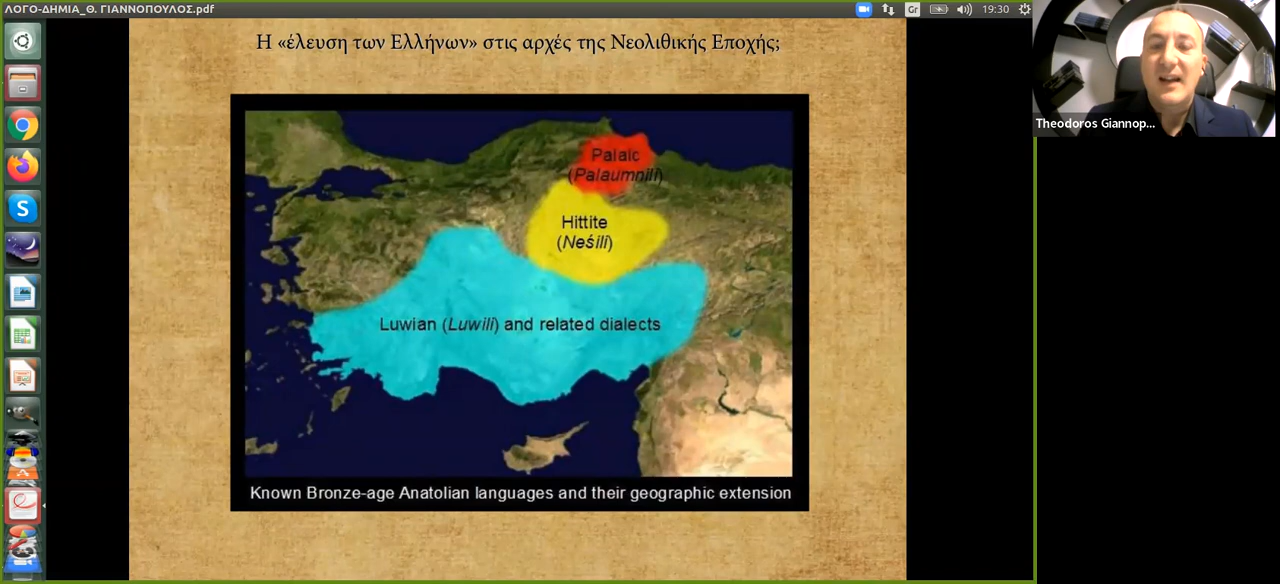 ΛΟΓΟ-ΔΗΜΙΑ_Θ. ΓΙΑΝΝΟΠΟΥΛΟΣ.pdf
Gr
19:30
Η «έλευση των Ελλήνων» στις αρχές της Νεολιθικής Εποχής;
Palaic
(Palaumnili)
Hittite
(Nešili)
Luwian (Luwili) and related dialects
Known Bronze-age Anatolian languages and their geographic extension
Theodoros Giannop...